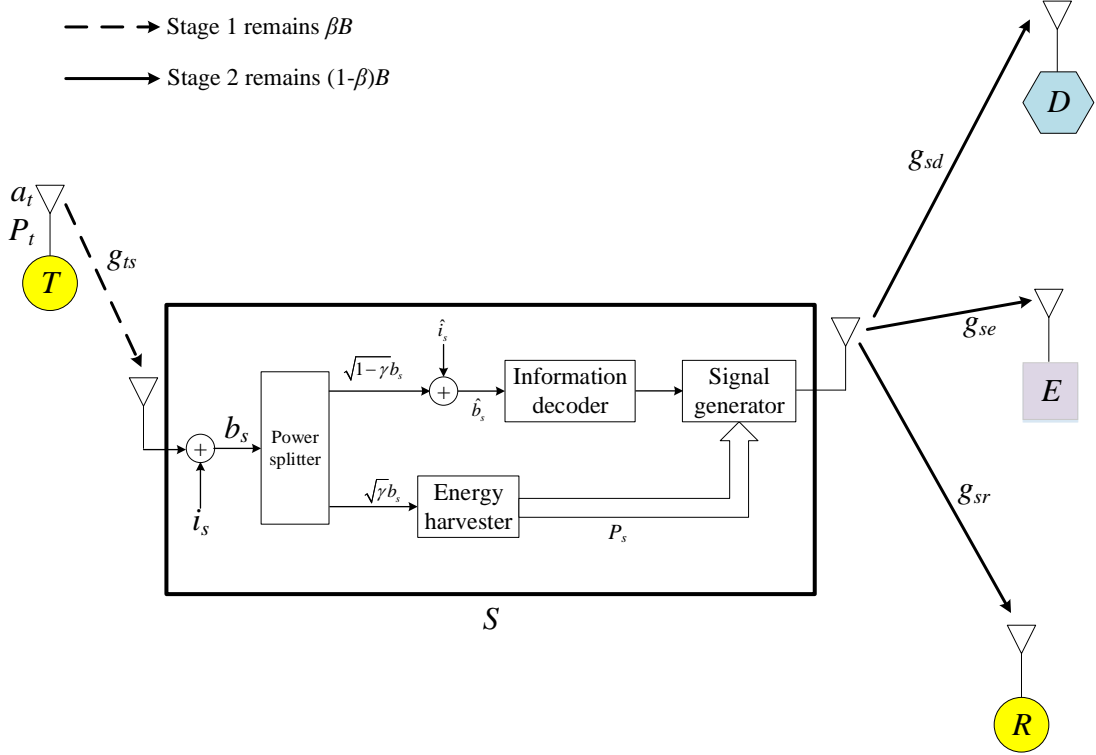 Stage 1 remains βB
Stage 2 remains (1-β)B
D
g_sd
a_t
P_t
g_ts
T
g_se
E
î_s
√(1-γ)b_s
b̂_s
Information decoder
Signal generator
b_s
Power splitter
i_s
√γb_s
Energy harvester
P_s
g_sr
S
R